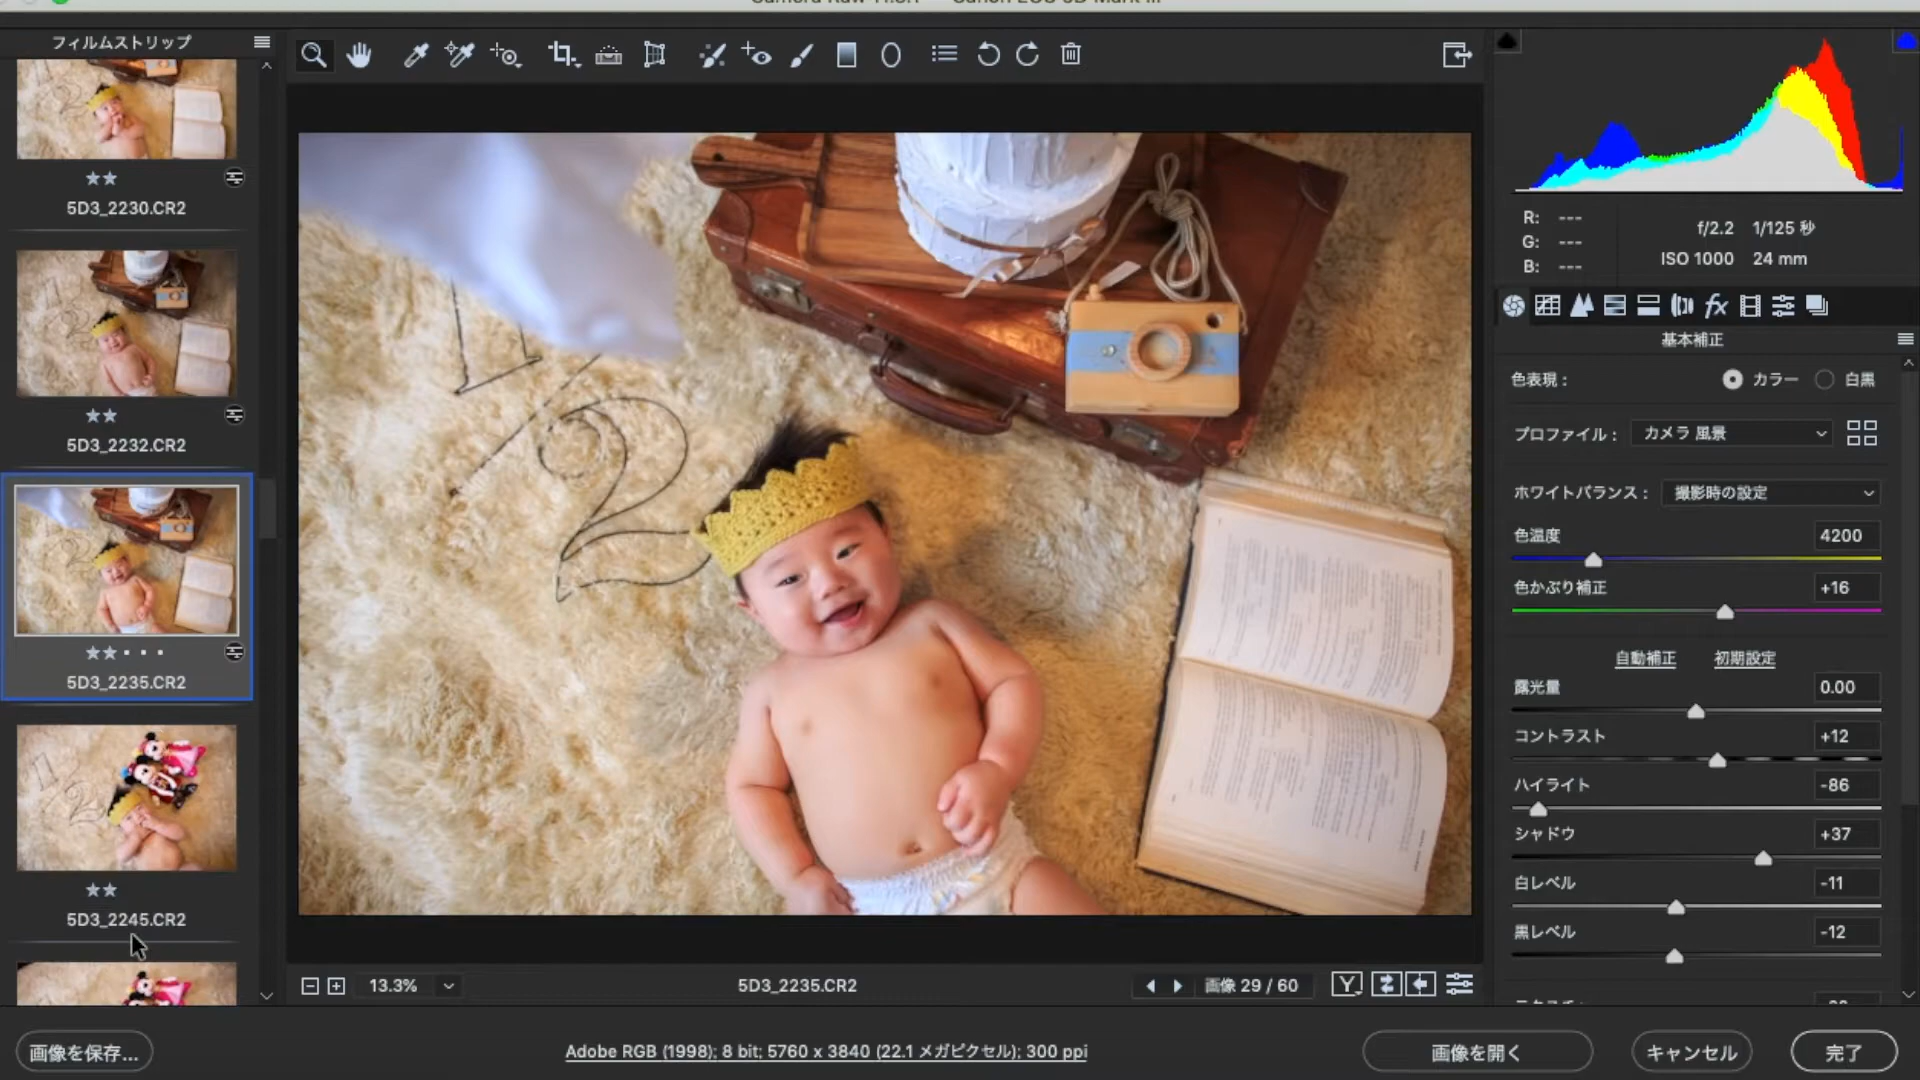 フィルムストリップ
5D3_2230.CR2
5D3_2232.CR2
5D3_2235.CR2
5D3_2245.CR2
12
R: ---
G: ---
B: ---
f/2.2 1/125 秒
ISO 1000 24 mm
fx
基本補正
色表現： カラー 白黒
プロファイル： カメラ 風景
ホワイトバランス： 撮影時の設定
色温度 4200
色かぶり補正 +16
自動補正 初期設定
露光量 0.00
コントラスト +12
ハイライト -86
シャドウ +37
白レベル -11
黒レベル -12
13.3%
5D3_2235.CR2
画像 29 / 60
Y
画像を保存...
Adobe RGB (1998); 8 bit; 5760 x 3840 (22.1 メガピクセル); 300 ppi
画像を開く
キャンセル
完了